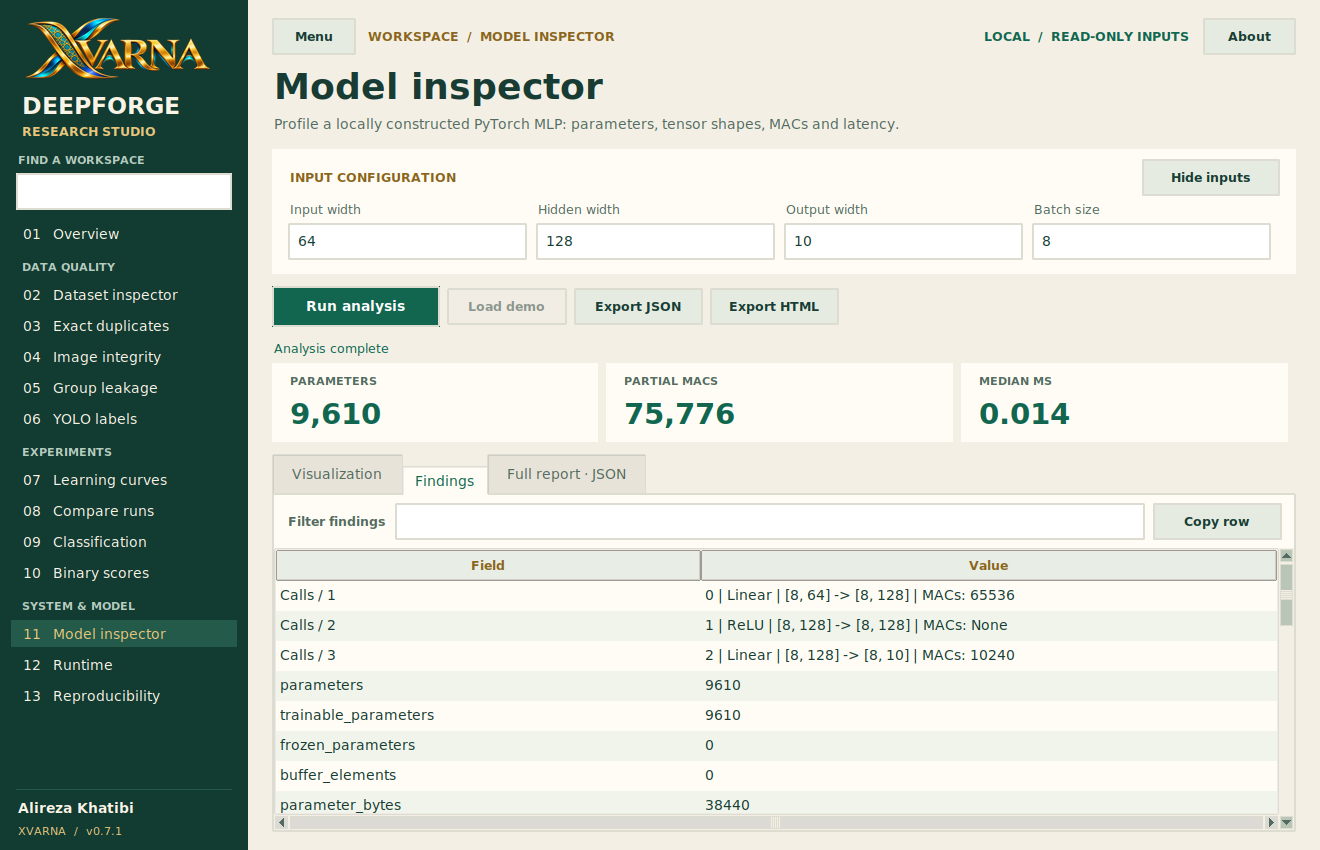 XVARNA
DEEPFORGE
RESEARCH STUDIO
FIND A WORKSPACE
01 Overview
DATA QUALITY
02 Dataset inspector
03 Exact duplicates
04 Image integrity
05 Group leakage
06 YOLO labels
EXPERIMENTS
07 Learning curves
08 Compare runs
09 Classification
10 Binary scores
SYSTEM & MODEL
11 Model inspector
12 Runtime
13 Reproducibility
Alireza Khatibi
XVARNA / v0.7.1
Menu WORKSPACE / MODEL INSPECTOR LOCAL / READ-ONLY INPUTS About
Model inspector
Profile a locally constructed PyTorch MLP: parameters, tensor shapes, MACs and latency.
INPUT CONFIGURATION Hide inputs
Input width Hidden width Output width Batch size
64 128 10 8
Run analysis Load demo Export JSON Export HTML
Analysis complete
PARAMETERS PARTIAL MACS MEDIAN MS
9,610 75,776 0.014
Visualization Findings Full report · JSON
Filter findings Copy row
Field Value
Calls / 1 0 | Linear | [8, 64] -> [8, 128] | MACs: 65536
Calls / 2 1 | ReLU | [8, 128] -> [8, 128] | MACs: None
Calls / 3 2 | Linear | [8, 128] -> [8, 10] | MACs: 10240
parameters 9610
trainable_parameters 9610
frozen_parameters 0
buffer_elements 0
parameter_bytes 38440